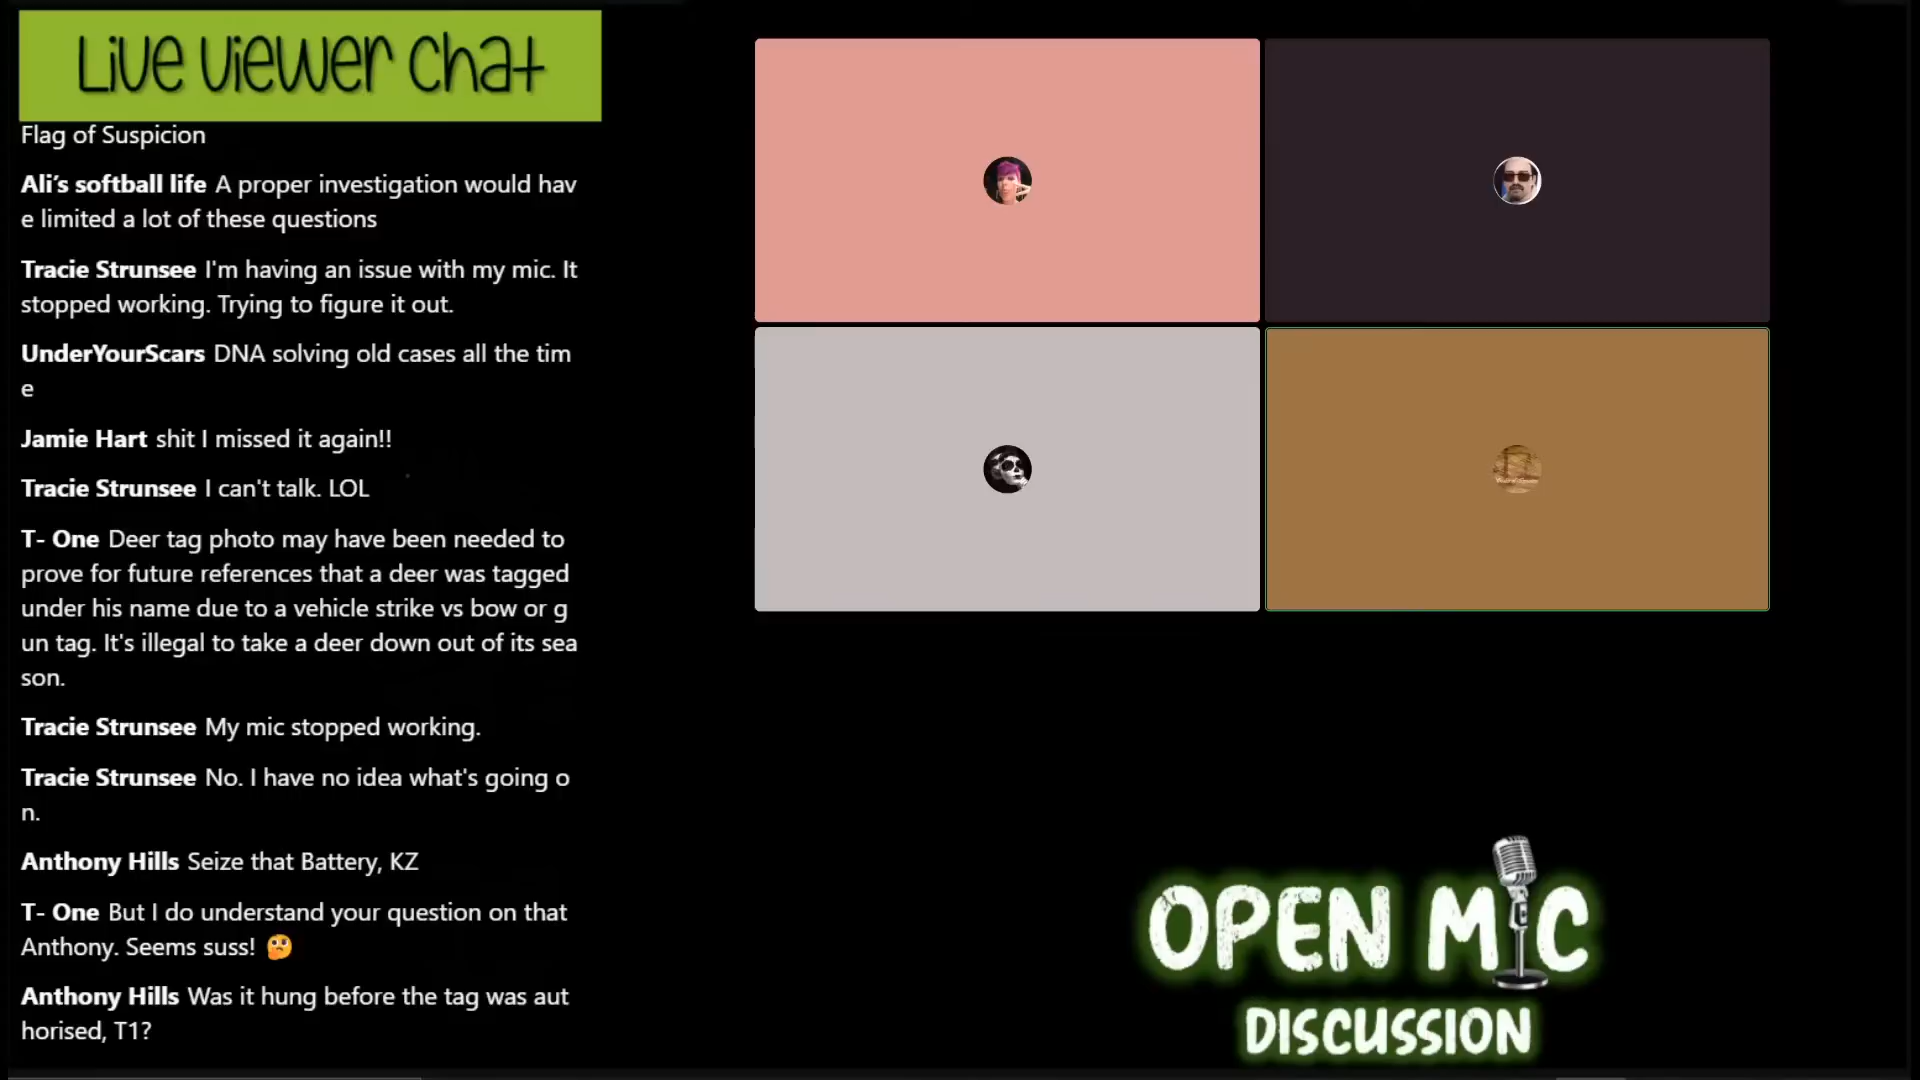 Live Viewer Chat
Flag of Suspicion
Ali’s softball life A proper investigation would hav
e limited a lot of these questions
Tracie Strunsee I'm having an issue with my mic. It
stopped working. Trying to figure it out.
UnderYourScars DNA solving old cases all the tim
e
Jamie Hart shit I missed it again!!
Tracie Strunsee I can't talk. LOL
T- One Deer tag photo may have been needed to
prove for future references that a deer was tagged
under his name due to a vehicle strike vs bow or g
un tag. It's illegal to take a deer down out of its sea
son.
Tracie Strunsee My mic stopped working.
Tracie Strunsee No. I have no idea what's going o
n.
Anthony Hills Seize that Battery, KZ
T- One But I do understand your question on that
Anthony. Seems suss! 🤔
Anthony Hills Was it hung before the tag was aut
horised, T1?
OPEN MIC
DISCUSSION